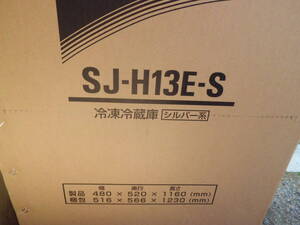 SJ-H13E-S
冷凍冷蔵庫 シルバー系
幅 奥行 高さ
製品 480 × 520 × 1160 (mm)
梱包 516 × 566 × 1230 (mm)